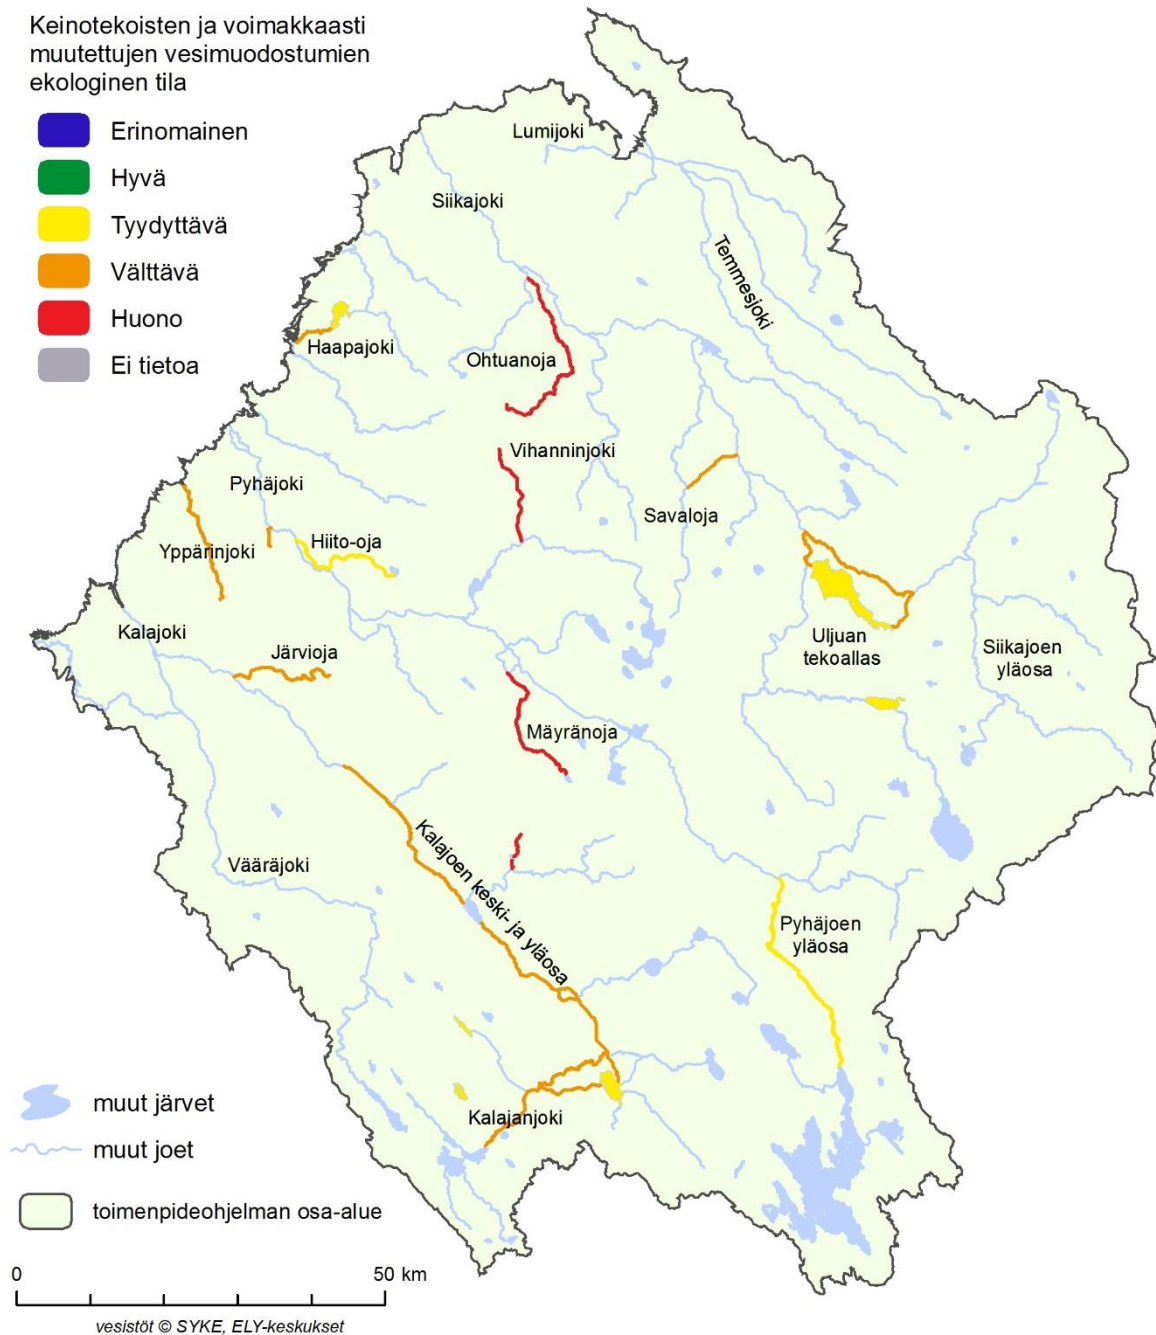 Keinotekoisten ja voimakkaasti
muutettujen vesimuodostumien
ekologinen tila
Erinomainen
Hyvä
Tyydyttävä
Välttävä
Huono
Ei tietoa
Lumijoki
Siikajoki
Temmesjoki
Haapajoki
Ohtuanoja
Vihanninjoki
Pyhäjoki
Savaloja
Hiito-oja
Yppärinjoki
Kalajoki
Uljuan
tekoallas
Siikajoen
yläosa
Järvioja
Mäyränoja
Kalajoen keski- ja yläosa
Vääräjoki
Pyhäjoen
yläosa
Kalajanjoki
muut järvet
muut joet
toimenpideohjelman osa-alue
0 50 km
vesistöt © SYKE, ELY-keskukset